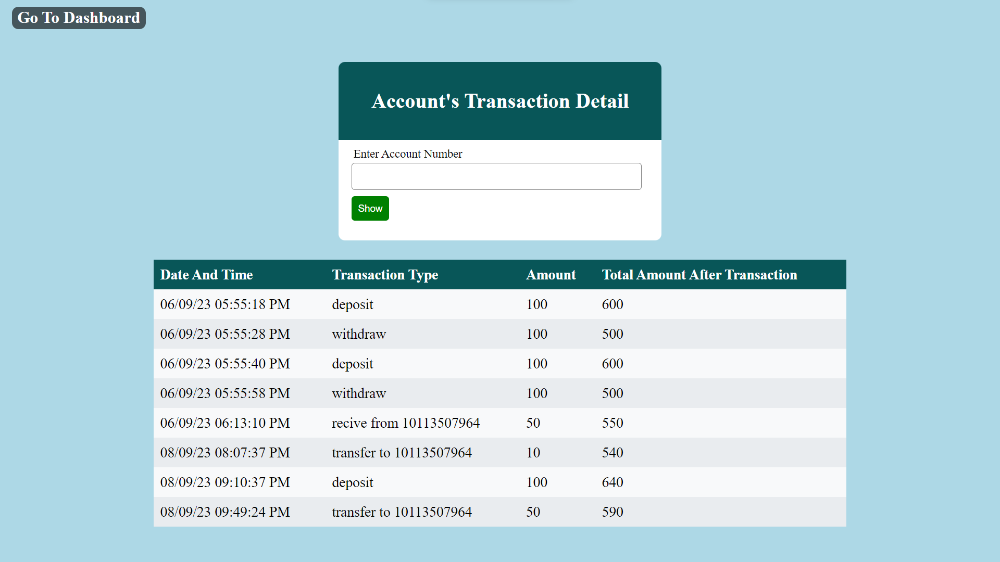 Go To Dashboard
Account's Transaction Detail
Enter Account Number
Show
Date And Time Transaction Type Amount Total Amount After Transaction
06/09/23 05:55:18 PM deposit 100 600
06/09/23 05:55:28 PM withdraw 100 500
06/09/23 05:55:40 PM deposit 100 600
06/09/23 05:55:58 PM withdraw 100 500
06/09/23 06:13:10 PM recive from 10113507964 50 550
08/09/23 08:07:37 PM transfer to 10113507964 10 540
08/09/23 09:10:37 PM deposit 100 640
08/09/23 09:49:24 PM transfer to 10113507964 50 590